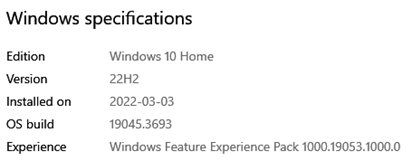 Windows specifications
Edition Windows 10 Home
Version 22H2
Installed on 2022-03-03
OS build 19045.3693
Experience Windows Feature Experience Pack 1000.19053.1000.0